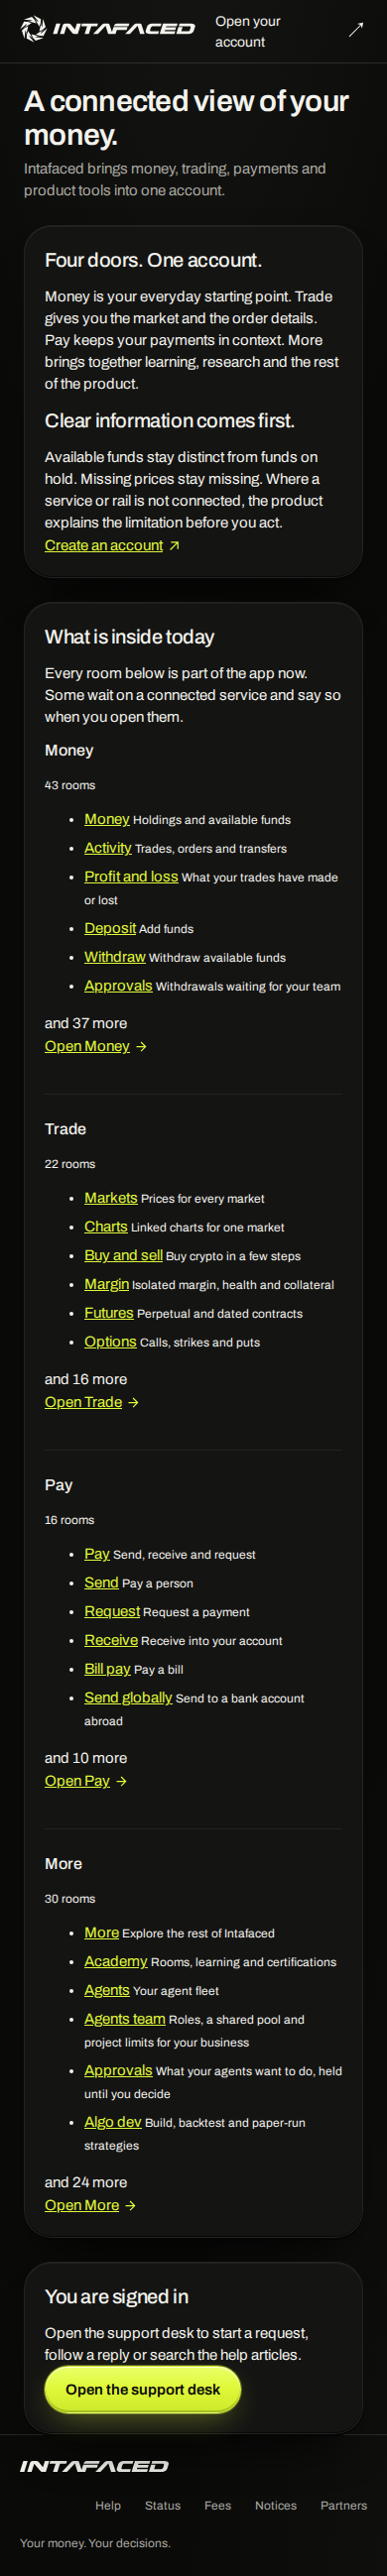 INTAFACED
Open your
account
A connected view of your
money.
Intafaced brings money, trading, payments and
product tools into one account.
Four doors. One account.
Money is your everyday starting point. Trade
gives you the market and the order details.
Pay keeps your payments in context. More
brings together learning, research and the rest
of the product.
Clear information comes first.
Available funds stay distinct from funds on
hold. Missing prices stay missing. Where a
service or rail is not connected, the product
explains the limitation before you act.
Create an account ↗
What is inside today
Every room below is part of the app now.
Some wait on a connected service and say so
when you open them.
Money
43 rooms
• Money Holdings and available funds
• Activity Trades, orders and transfers
• Profit and loss What your trades have made
or lost
• Deposit Add funds
• Withdraw Withdraw available funds
• Approvals Withdrawals waiting for your team
and 37 more
Open Money →
Trade
22 rooms
• Markets Prices for every market
• Charts Linked charts for one market
• Buy and sell Buy crypto in a few steps
• Margin Isolated margin, health and collateral
• Futures Perpetual and dated contracts
• Options Calls, strikes and puts
and 16 more
Open Trade →
Pay
16 rooms
• Pay Send, receive and request
• Send Pay a person
• Request Request a payment
• Receive Receive into your account
• Bill pay Pay a bill
• Send globally Send to a bank account
abroad
and 10 more
Open Pay →
More
30 rooms
• More Explore the rest of Intafaced
• Academy Rooms, learning and certifications
• Agents Your agent fleet
• Agents team Roles, a shared pool and
project limits for your business
• Approvals What your agents want to do, held
until you decide
• Algo dev Build, backtest and paper-run
strategies
and 24 more
Open More →
You are signed in
Open the support desk to start a request,
follow a reply or search the help articles.
Open the support desk
INTAFACED
Help Status Fees Notices Partners
Your money. Your decisions.